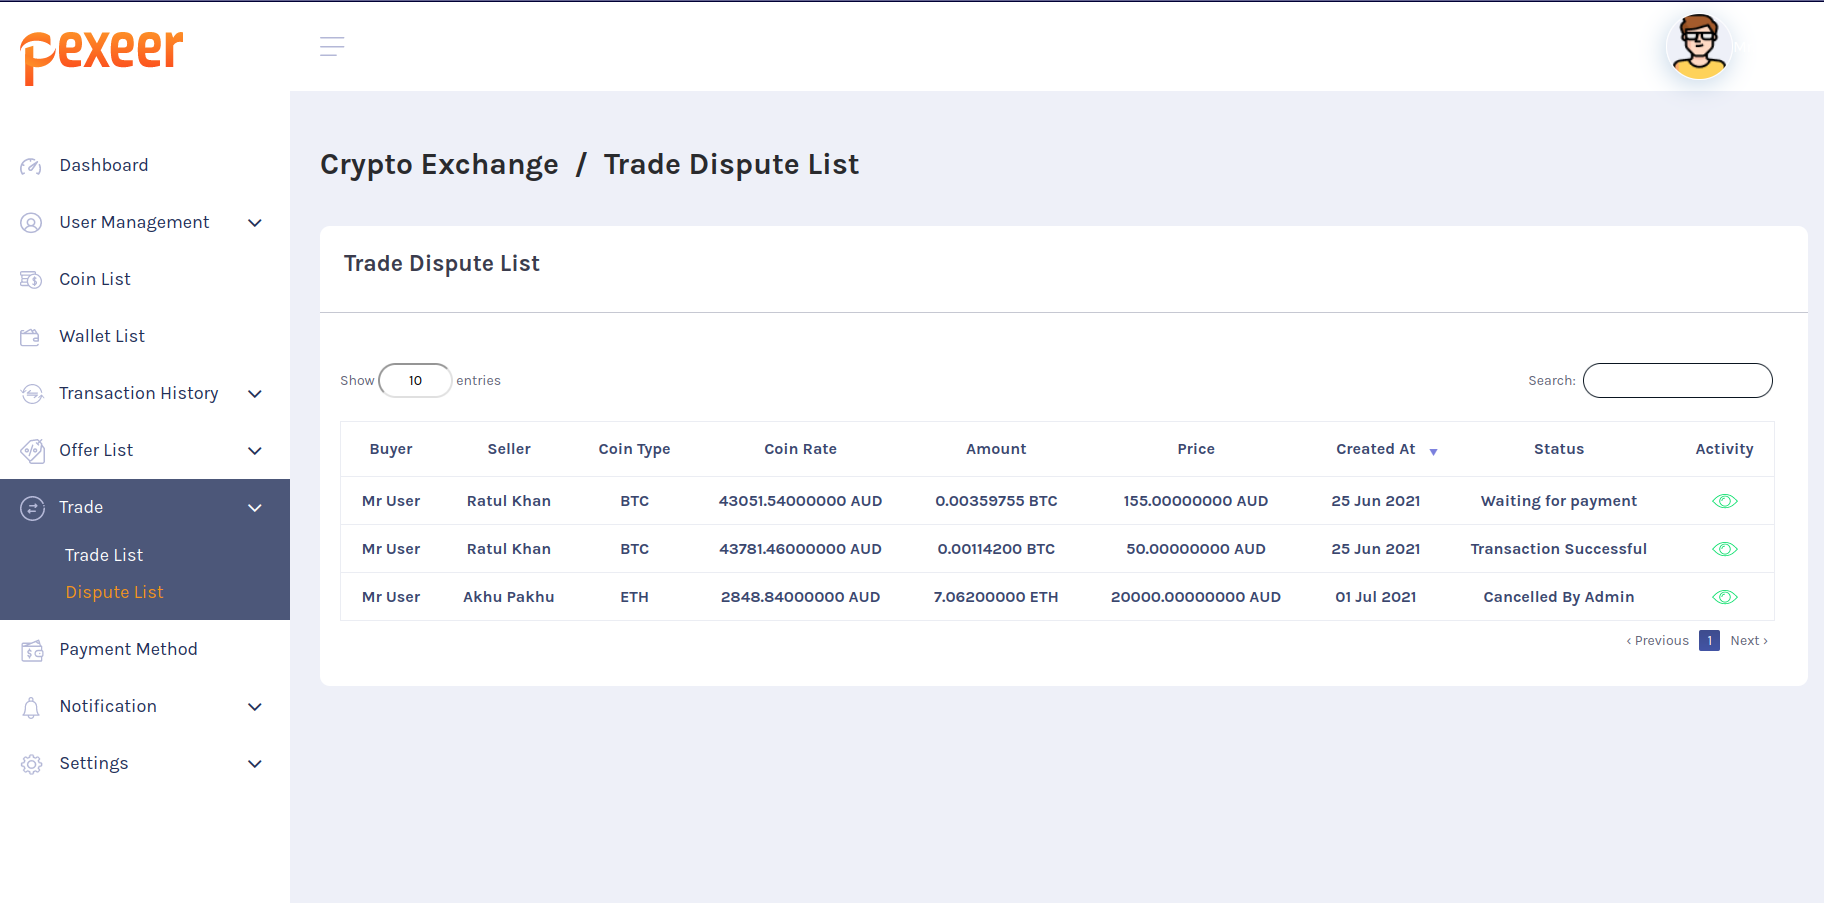 pexeer
Dashboard
User Management
Coin List
Wallet List
Transaction History
Offer List
Trade
Trade List
Dispute List
Payment Method
Notification
Settings
Crypto Exchange / Trade Dispute List
Trade Dispute List
Show 10 entries Search:
Buyer Seller Coin Type Coin Rate Amount Price Created At Status Activity
Mr User Ratul Khan BTC 43051.54000000 AUD 0.00359755 BTC 155.00000000 AUD 25 Jun 2021 Waiting for payment
Mr User Ratul Khan BTC 43781.46000000 AUD 0.00114200 BTC 50.00000000 AUD 25 Jun 2021 Transaction Successful
Mr User Akhu Pakhu ETH 2848.84000000 AUD 7.06200000 ETH 20000.00000000 AUD 01 Jul 2021 Cancelled By Admin
‹ Previous 1 Next ›